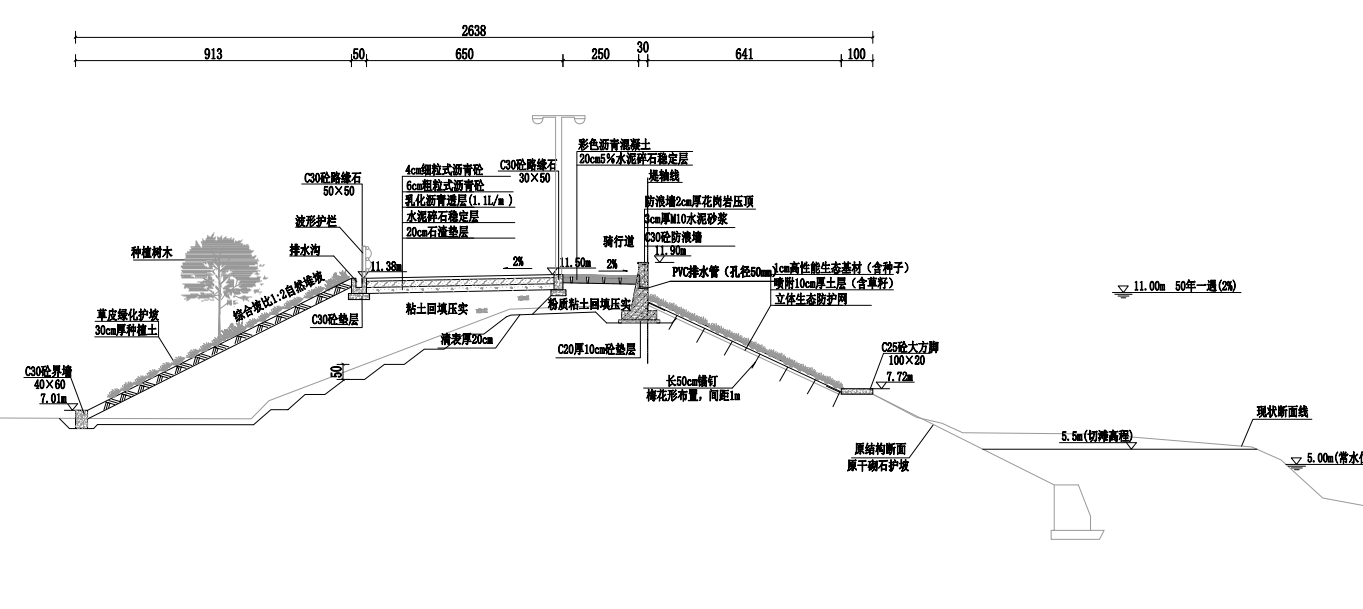 2638
913
50
650
250
30
641
100
彩色沥青混凝土
20cm5%水泥碎石稳定层
C30砼路缘石
30×50
堤轴线
4cm细粒式沥青砼
6cm粗粒式沥青砼
乳化沥青透层(1.1L/m )
水泥碎石稳定层
20cm石渣垫层
C30砼路缘石
50×50
防浪墙2cm厚花岗岩压顶
3cm厚M10水泥砂浆
C30砼防浪墙
11.90m
波形护栏
骑行道
种植树木
排水沟
11.38m
2%
11.50m
2%
PVC排水管（孔径50mm）
1cm高性能生态基材（含种子）
喷附10cm厚土层（含草籽）
立体生态防护网
11.00m 50年一遇(2%)
综合坡比1:2自然堆坡
粘土回填压实
粉质粘土回填压实
草皮绿化护坡
30cm厚种植土
C30砼垫层
清表厚20cm
C20厚10cm砼垫层
C25砼大方脚
100×20
7.72m
C30砼界墙
40×60
7.01m
50
长50cm锚钉
梅花形布置，间距1m
现状断面线
5.5m(切滩高程)
原结构断面
原干砌石护坡
5.00m(常水位